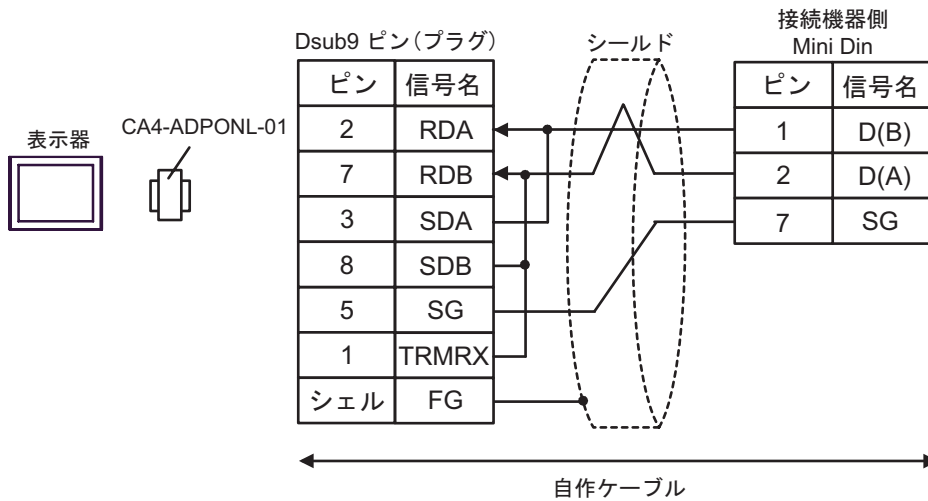 接続機器側
Dsub9 ピン(プラグ)
シールド
Mini Din
ピン 信号名
ピン 信号名
表示器
CA4-ADPONL-01
2 RDA
1 D(B)
7 RDB
2 D(A)
3 SDA
7 SG
8 SDB
5 SG
1 TRMRX
シェル FG
自作ケーブル